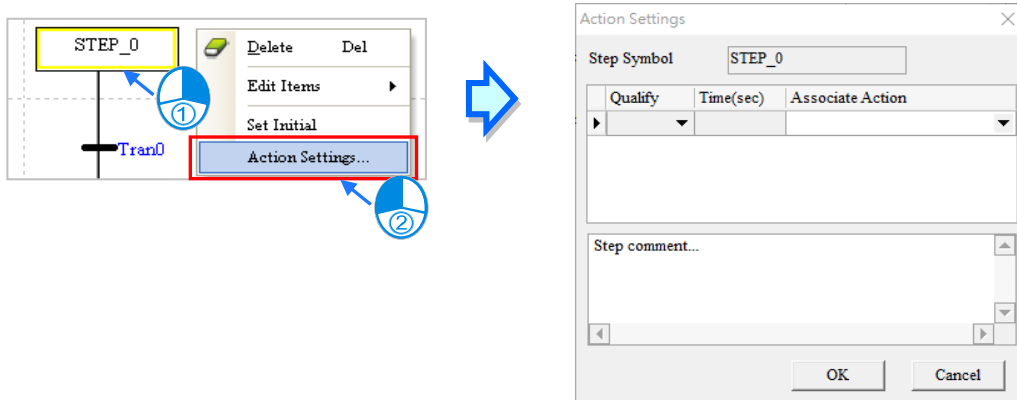 STEP_0
Tran0
Delete Del
Edit Items
Set Initial
Action Settings...
1
2
Action Settings
Step Symbol STEP_0
Qualify Time(sec) Associate Action
Step comment...
OK Cancel